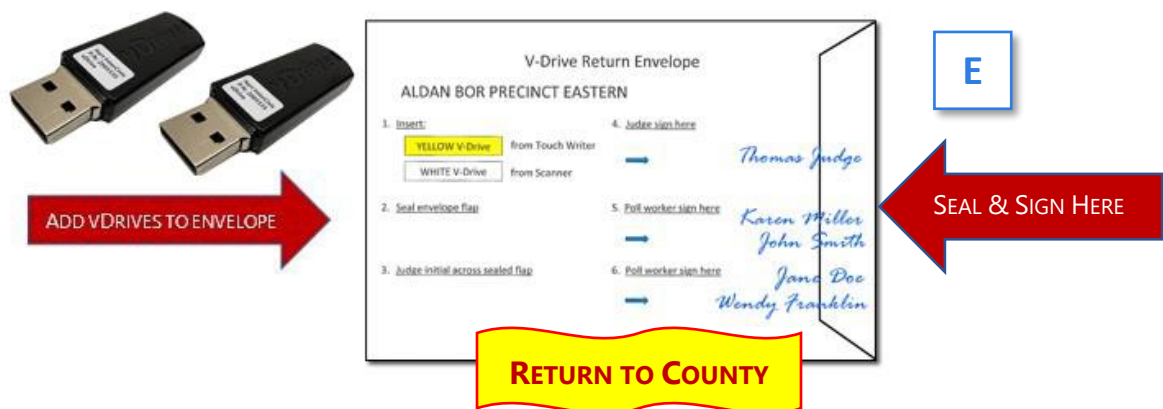 V-Drive Return Envelope
E
ALDAN BOR PRECINCT EASTERN
1. Insert:
YELLOW V-Drive from Touch Writer
WHITE V-Drive from Scanner
2. Seal envelope flap
3. Judge initial across sealed flap
4. Judge sign here
Thomas Judge
5. Poll worker sign here
Karen Miller
John Smith
6. Poll worker sign here
Jane Doe
Wendy Franklin
ADD VDRIVES TO ENVELOPE
SEAL & SIGN HERE
RETURN TO COUNTY